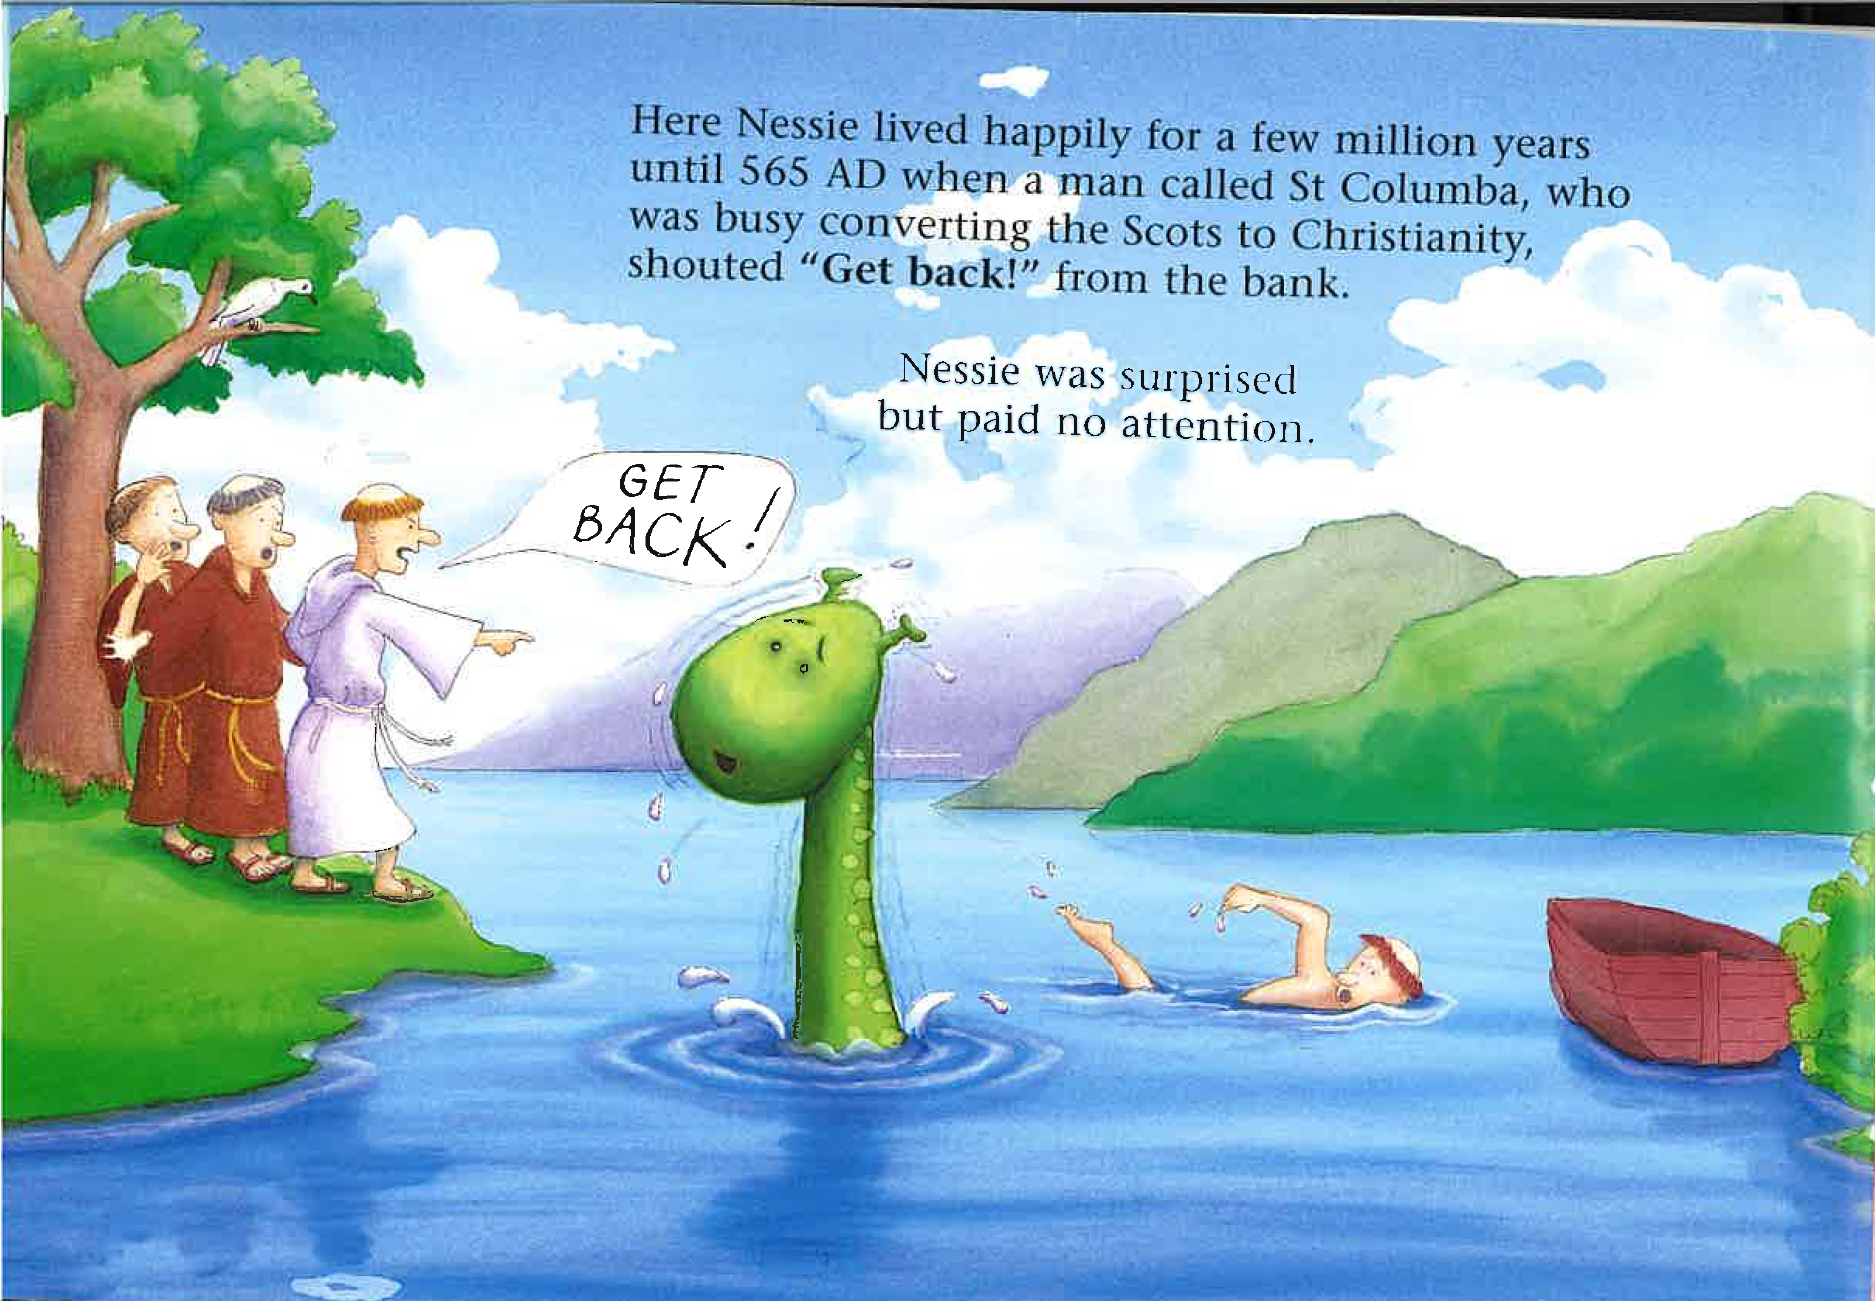 Here Nessie lived happily for a few million years
until 565 AD when a man called St Columba, who
was busy converting the Scots to Christianity,
shouted “Get back!” from the bank.
Nessie was surprised
but paid no attention.
GET
BACK!